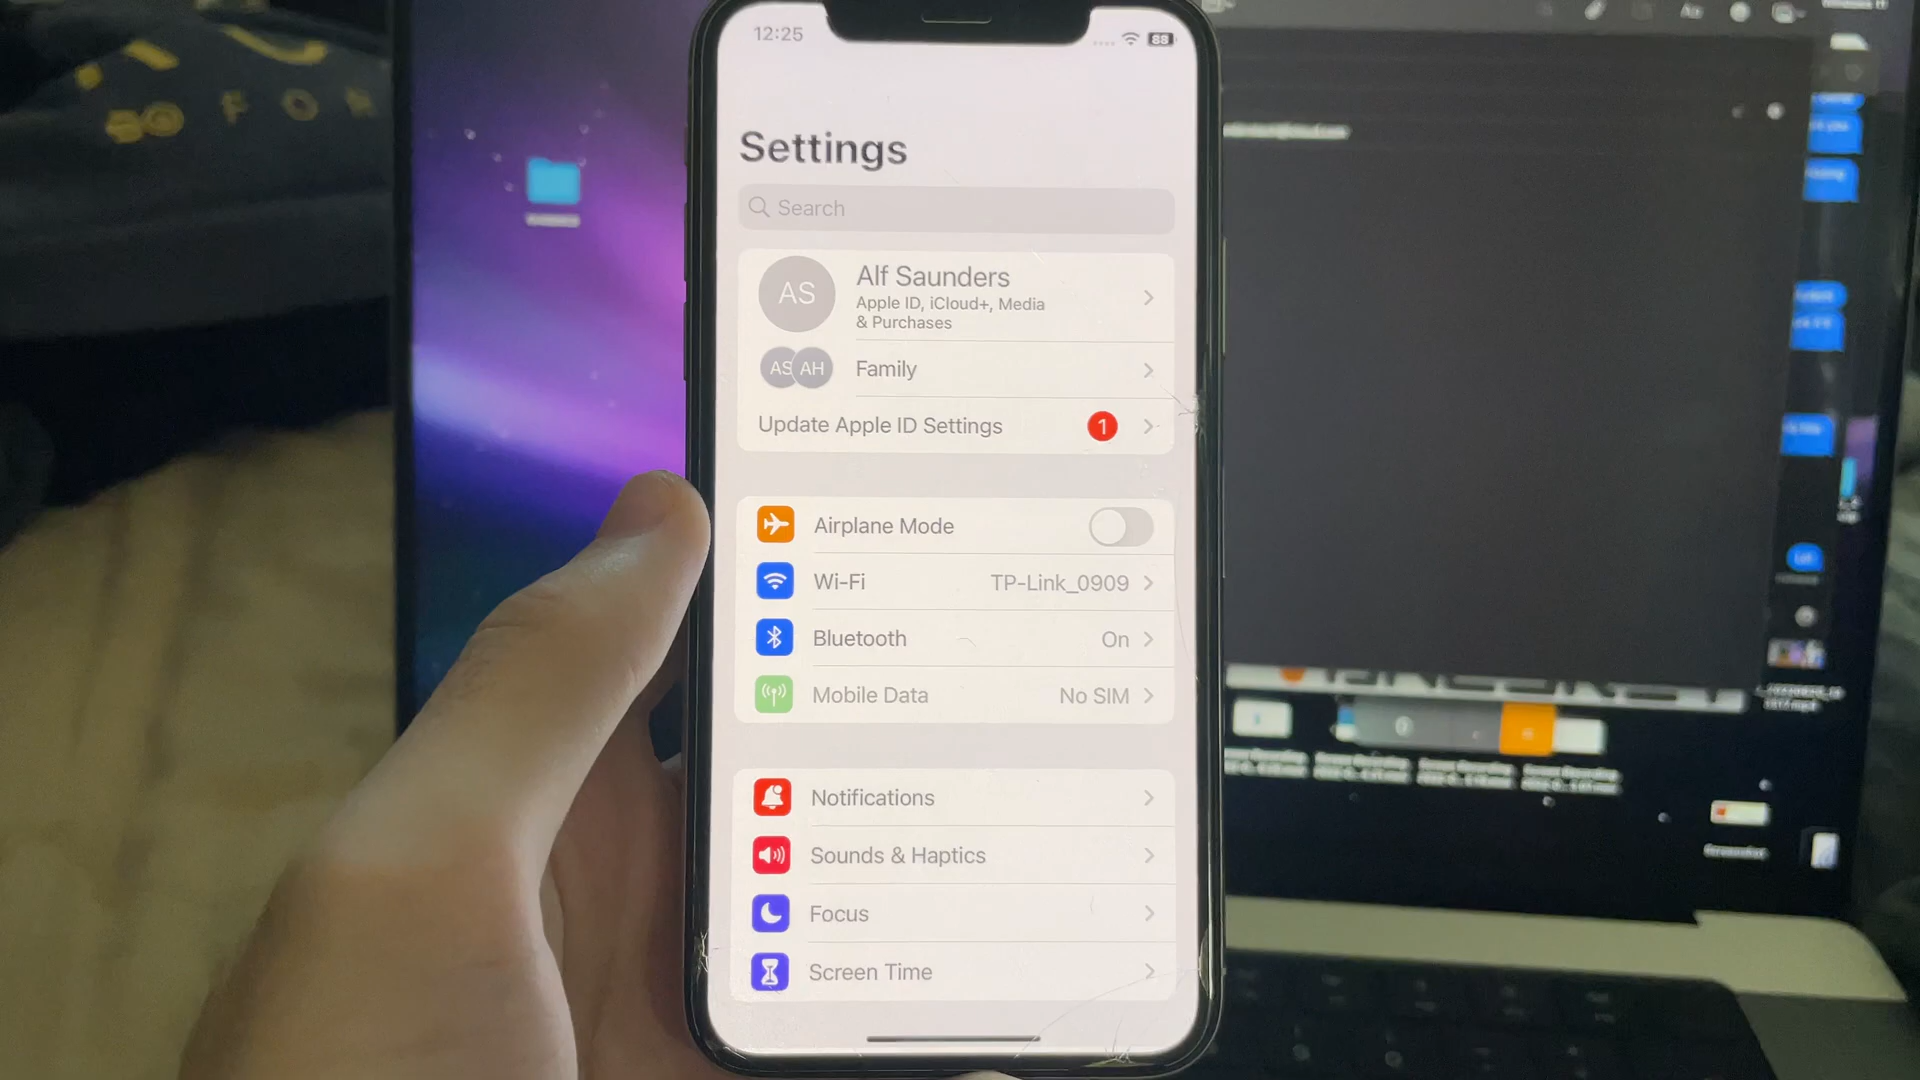 12:25
88
Settings
Search
AS
Alf Saunders
Apple ID, iCloud+, Media
& Purchases
AS AH
Family
Update Apple ID Settings
1
Airplane Mode
Wi-Fi
TP-Link_0909
Bluetooth
On
Mobile Data
No SIM
Notifications
Sounds & Haptics
Focus
Screen Time